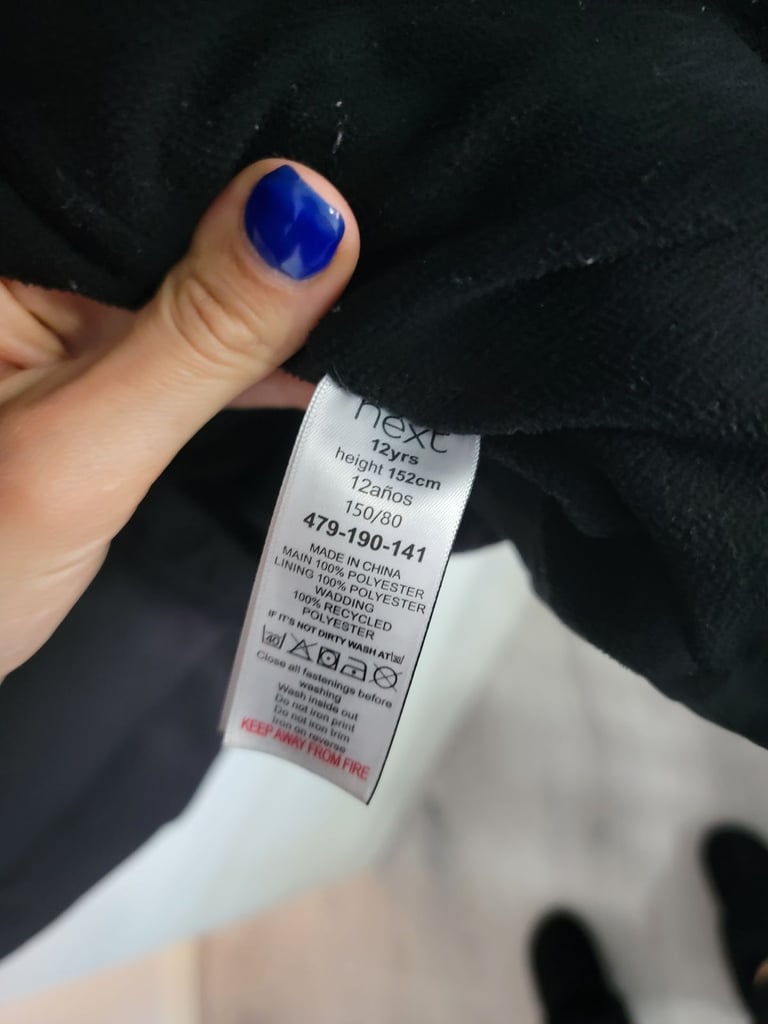 next
12yrs
height 152cm
12años
150/80
479-190-141
MADE IN CHINA
MAIN 100% POLYESTER
LINING 100% POLYESTER
WADDING
100% RECYCLED
POLYESTER
IF IT'S NOT DIRTY WASH AT 30
40
Close all fastenings before
washing
Wash inside out
Do not iron print
Do not iron trim
Iron on reverse
KEEP AWAY FROM FIRE